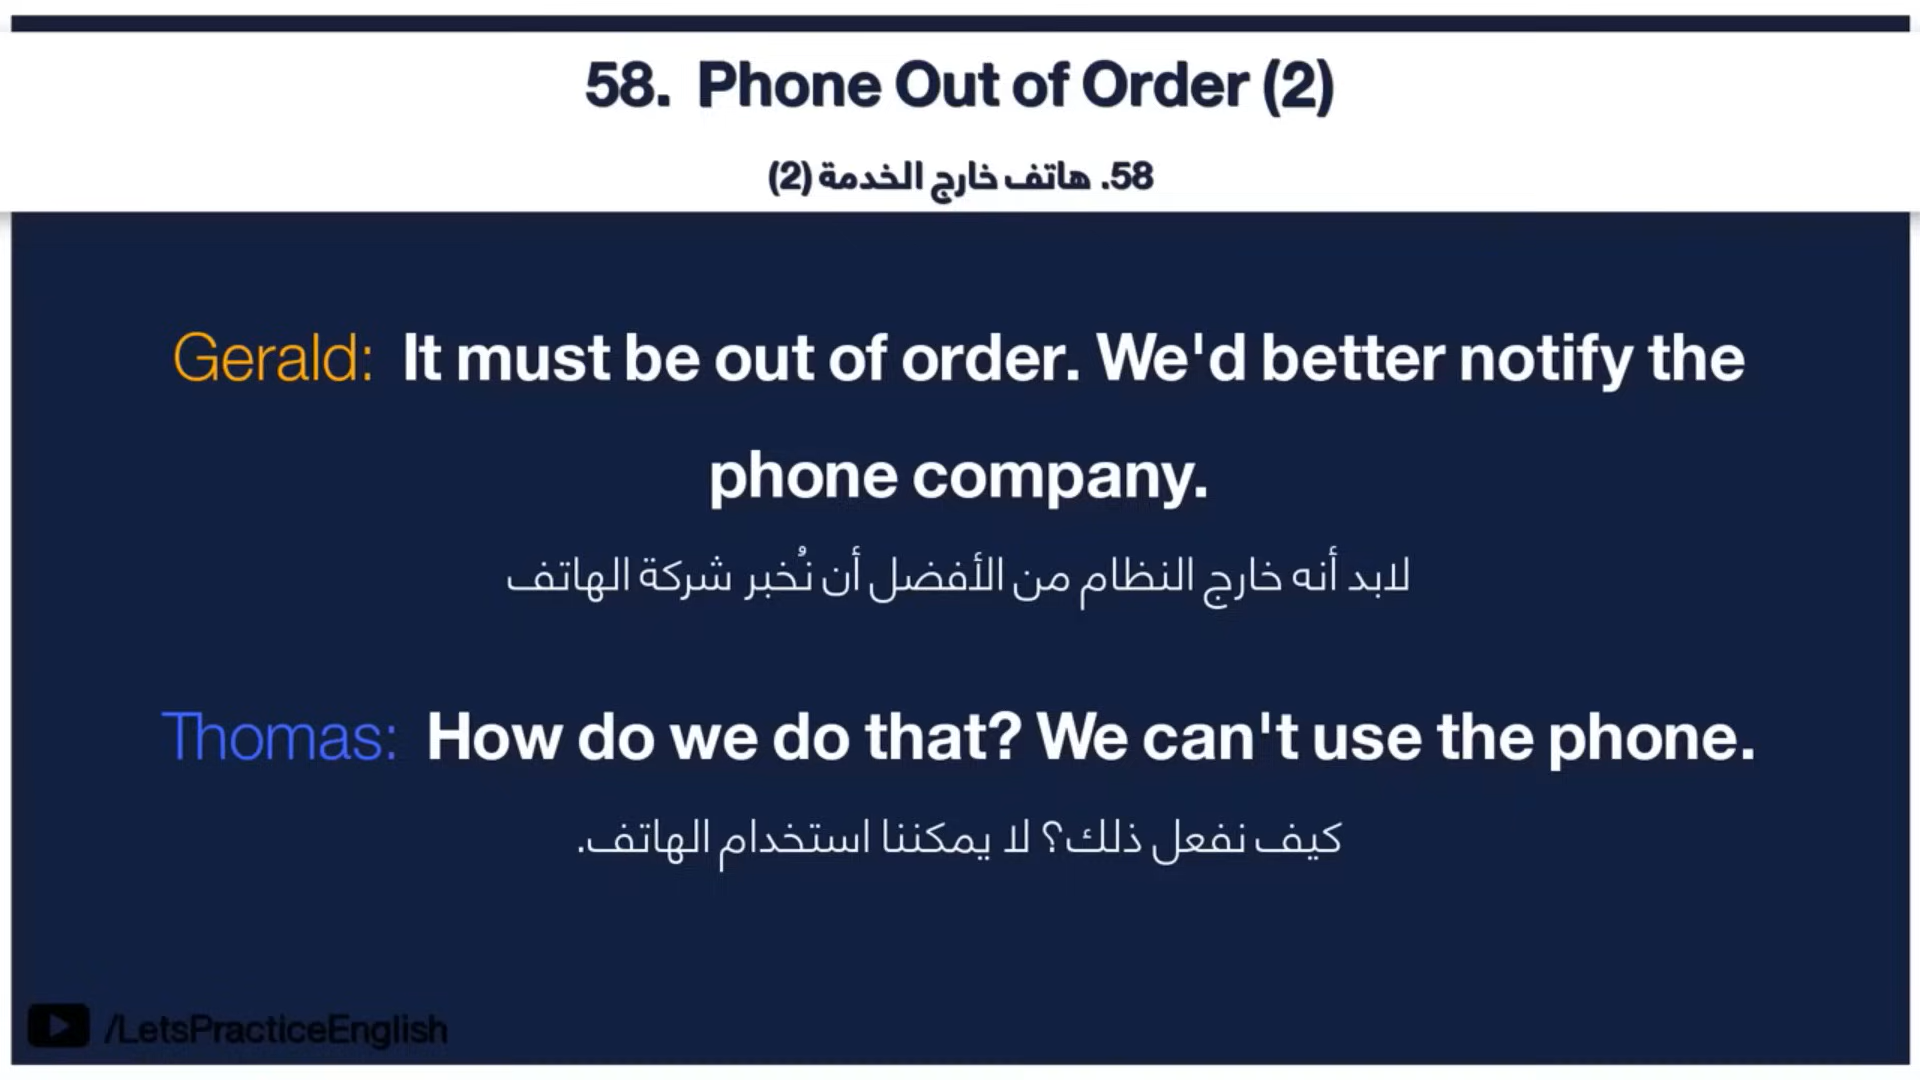 58. Phone Out of Order (2)
58. هاتف خارج الخدمة (2)
Gerald: It must be out of order. We'd better notify the
phone company.
لابد أنه خارج النظام من الأفضل أن نُخبر شركة الهاتف
Thomas: How do we do that? We can't use the phone.
كيف نفعل ذلك؟ لا يمكننا استخدام الهاتف.
/LetsPracticeEnglish